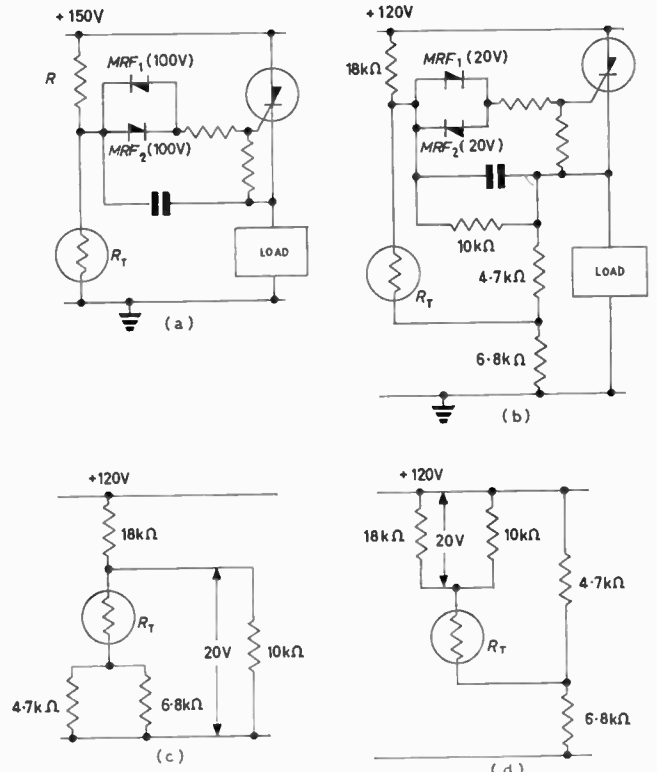 +150V
R
MRF1 (100V)
MRF2 (100V)
RT
LOAD
(a)
+120V
18kΩ
MRF1 (20V)
MRF2 (20V)
10kΩ
4·7kΩ
RT
LOAD
6·8kΩ
(b)
+120V
18kΩ
RT
20V
10kΩ
4·7kΩ
6·8kΩ
(c)
+120V
18kΩ
20V
10kΩ
4·7kΩ
RT
6·8kΩ
(d)